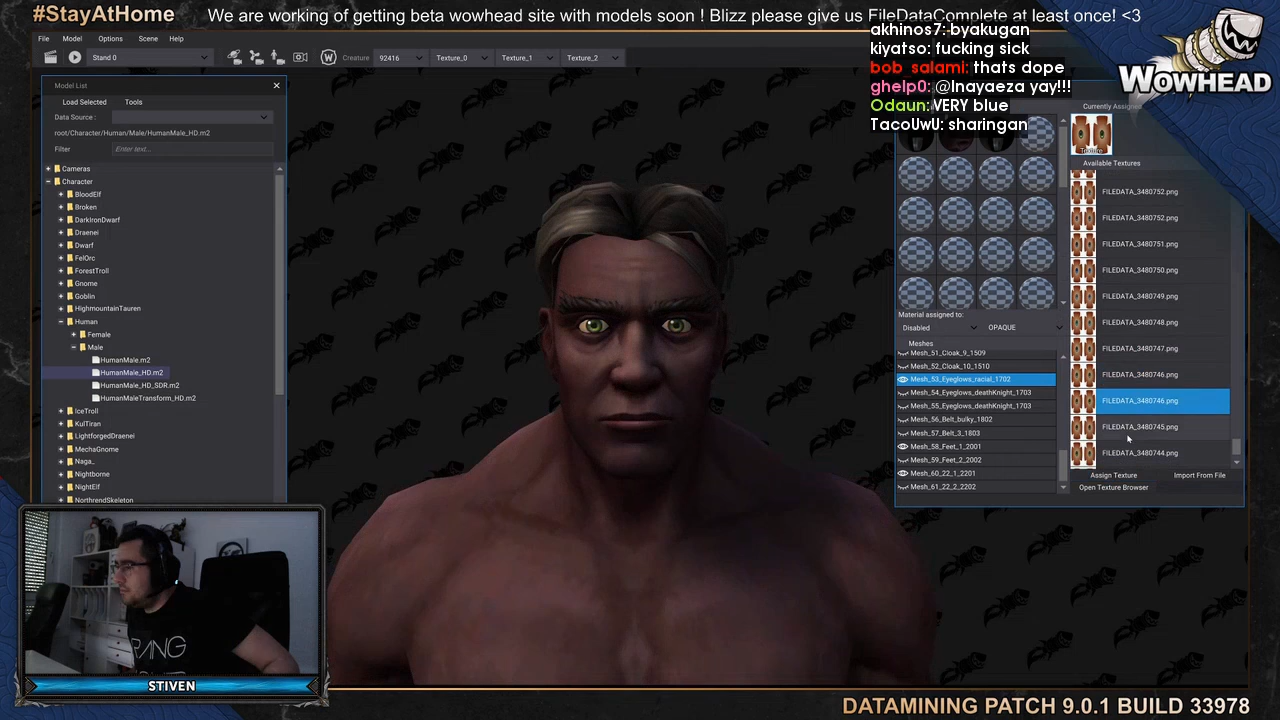 #StayAtHome
We are working of getting beta wowhead site with models soon ! Blizz please give us FileDataComplete at least once! <3
akhinos7: byakugan
kiyatso: fucking sick
bob_salami: thats dope
ghelp0: @Inayaeza yay!!!
Odaun: VERY blue
TacoUwU: sharingan
WOWHEAD
File Model Options Scene Help
Stand 0
Creature 92416 Texture_0 Texture_1 Texture_2
Model List
Load Selected Tools
Data Source :
root/Character/Human/Male/HumanMale_HD.m2
Filter Enter text...
Cameras
Character
BloodElf
Broken
DarkIronDwarf
Draenei
Dwarf
FelOrc
ForestTroll
Gnome
Goblin
HighmountainTauren
Human
Female
Male
HumanMale.m2
HumanMale_HD.m2
HumanMale_HD_SDR.m2
HumanMaleTransform_HD.m2
IceTroll
KulTiran
LightforgedDraenei
MechaGnome
Naga_
Nightborne
NightElf
NorthrendSkeleton
Currently Assigned
Available Textures
FILEDATA_3480752.png
FILEDATA_3480752.png
FILEDATA_3480751.png
FILEDATA_3480750.png
FILEDATA_3480749.png
FILEDATA_3480748.png
FILEDATA_3480747.png
FILEDATA_3480746.png
FILEDATA_3480746.png
FILEDATA_3480745.png
FILEDATA_3480744.png
Assign Texture Import From File
Open Texture Browser
Material assigned to:
Disabled OPAQUE
Meshes
Mesh_51_Cloak_9_1509
Mesh_52_Cloak_10_1510
Mesh_53_Eyeglows_racial_1702
Mesh_54_Eyeglows_deathKnight_1703
Mesh_55_Eyeglows_deathKnight_1703
Mesh_56_Belt_bulky_1802
Mesh_57_Belt_3_1803
Mesh_58_Feet_1_2001
Mesh_59_Feet_2_2002
Mesh_60_22_1_2201
Mesh_61_22_2_2202
STIVEN
DATAMINING PATCH 9.0.1 BUILD 33978